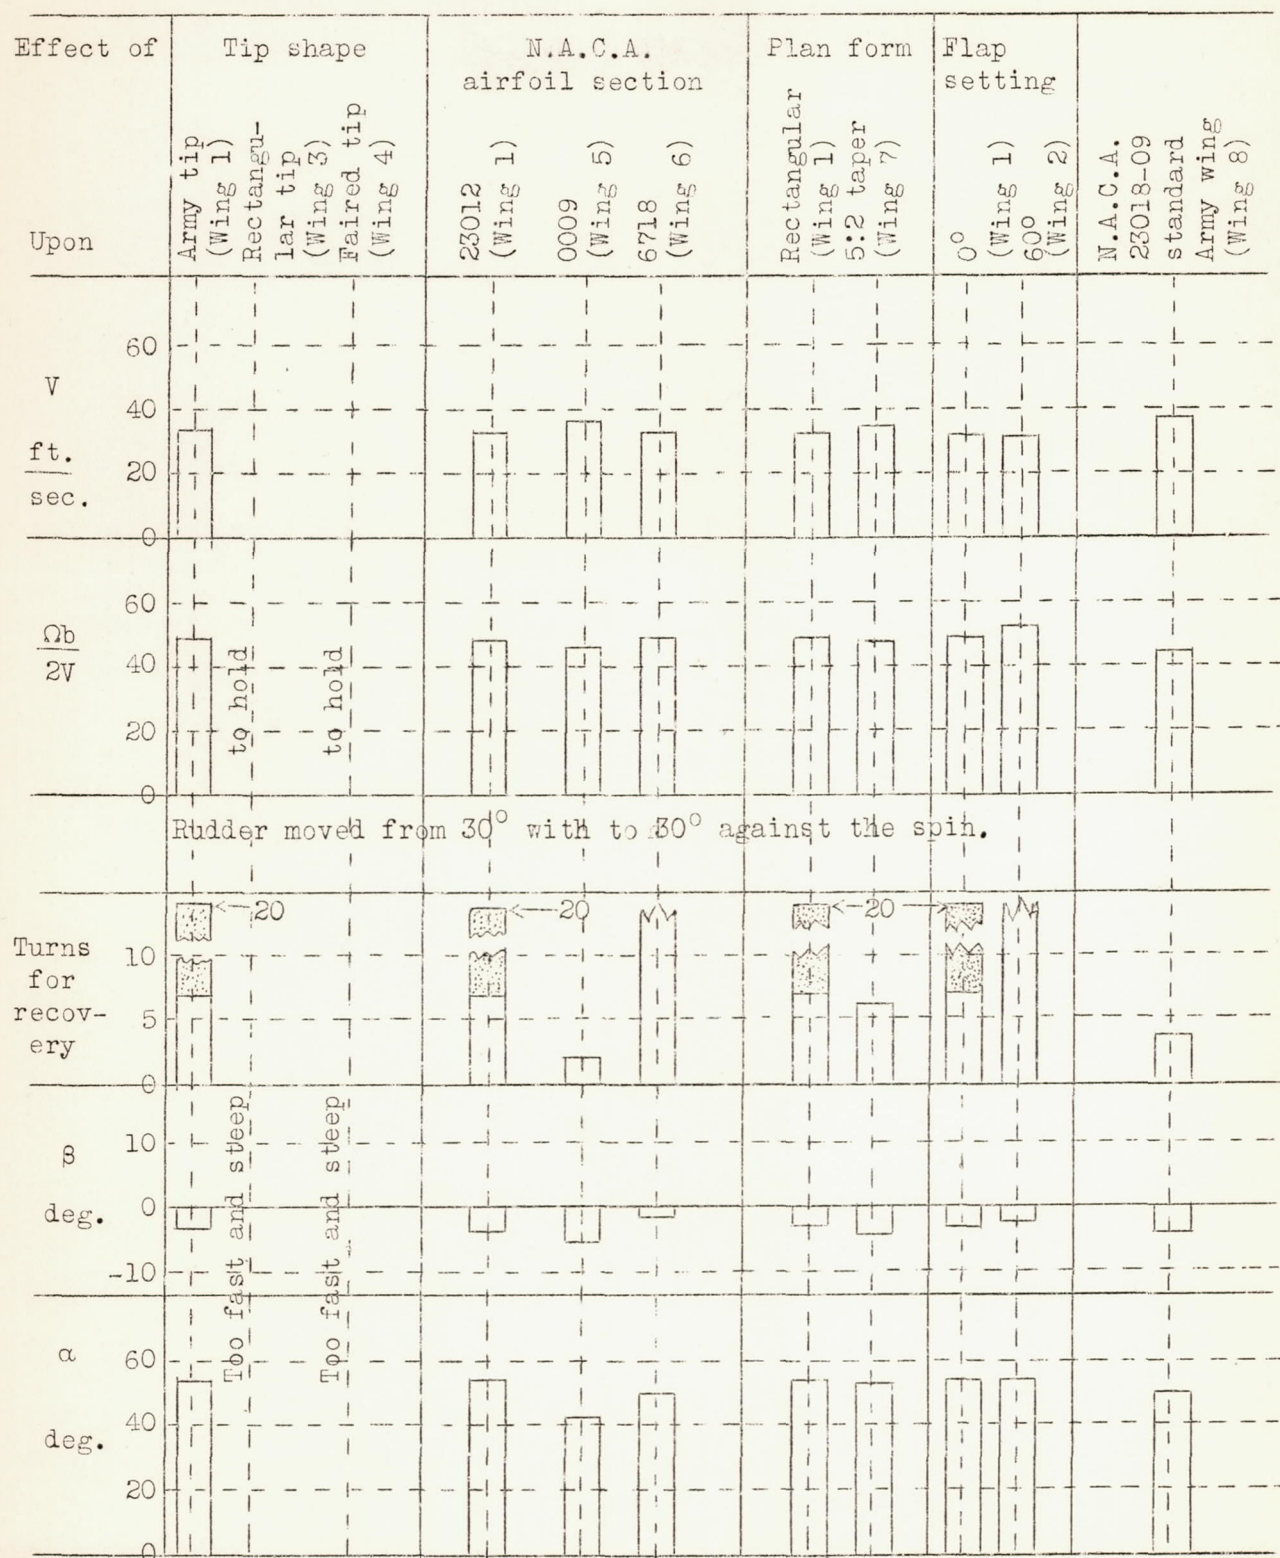 Effect of
Tip shape
N.A.C.A.
airfoil section
Plan form
Flap
setting
Upon
Army tip
(Wing 1)
Rectangu-
lar tip
(Wing 3)
Faired tip
(Wing 4)
23012
(Wing 1)
0009
(Wing 5)
6718
(Wing 6)
Rectangular
(Wing 1)
5:2 taper
(Wing 7)
0°
(Wing 1)
60°
(Wing 2)
N.A.C.A.
23018-09
standard
Army wing
(Wing 8)
V
ft.
sec.
60
40
20
0
Ωb
2V
60
40
20
0
to hold
to hold
Rudder moved from 30° with to 30° against the spin.
Turns
for
recov-
ery
10
5
0
20
20
20
β
deg.
10
0
-10
Too fast and steep
Too fast and steep
α
deg.
60
40
20
0